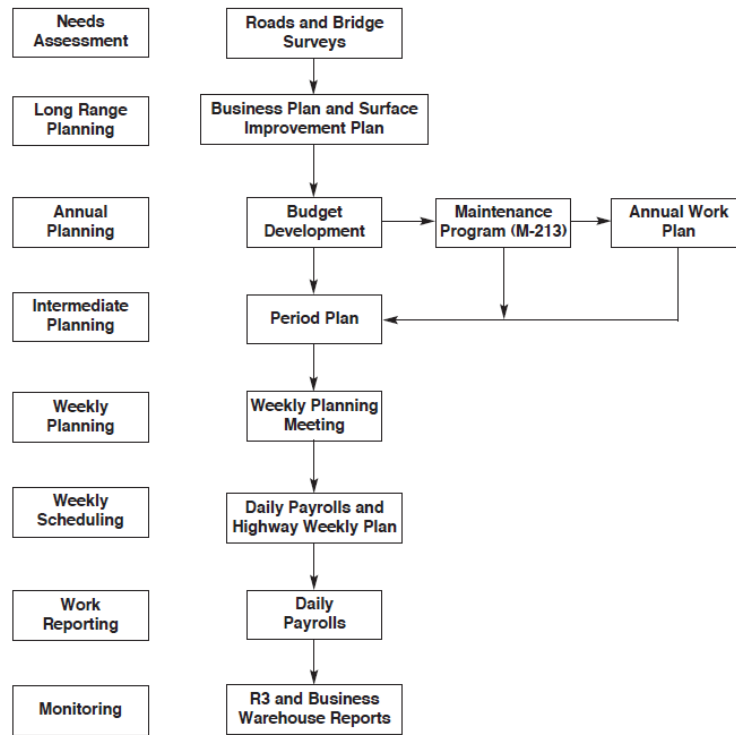 Needs
Assessment
Roads and Bridge
Surveys
Long Range
Planning
Business Plan and Surface
Improvement Plan
Annual
Planning
Budget
Development
Maintenance
Program (M-213)
Annual Work
Plan
Intermediate
Planning
Period Plan
Weekly
Planning
Weekly Planning
Meeting
Weekly
Scheduling
Daily Payrolls and
Highway Weekly Plan
Work
Reporting
Daily
Payrolls
Monitoring
R3 and Business
Warehouse Reports